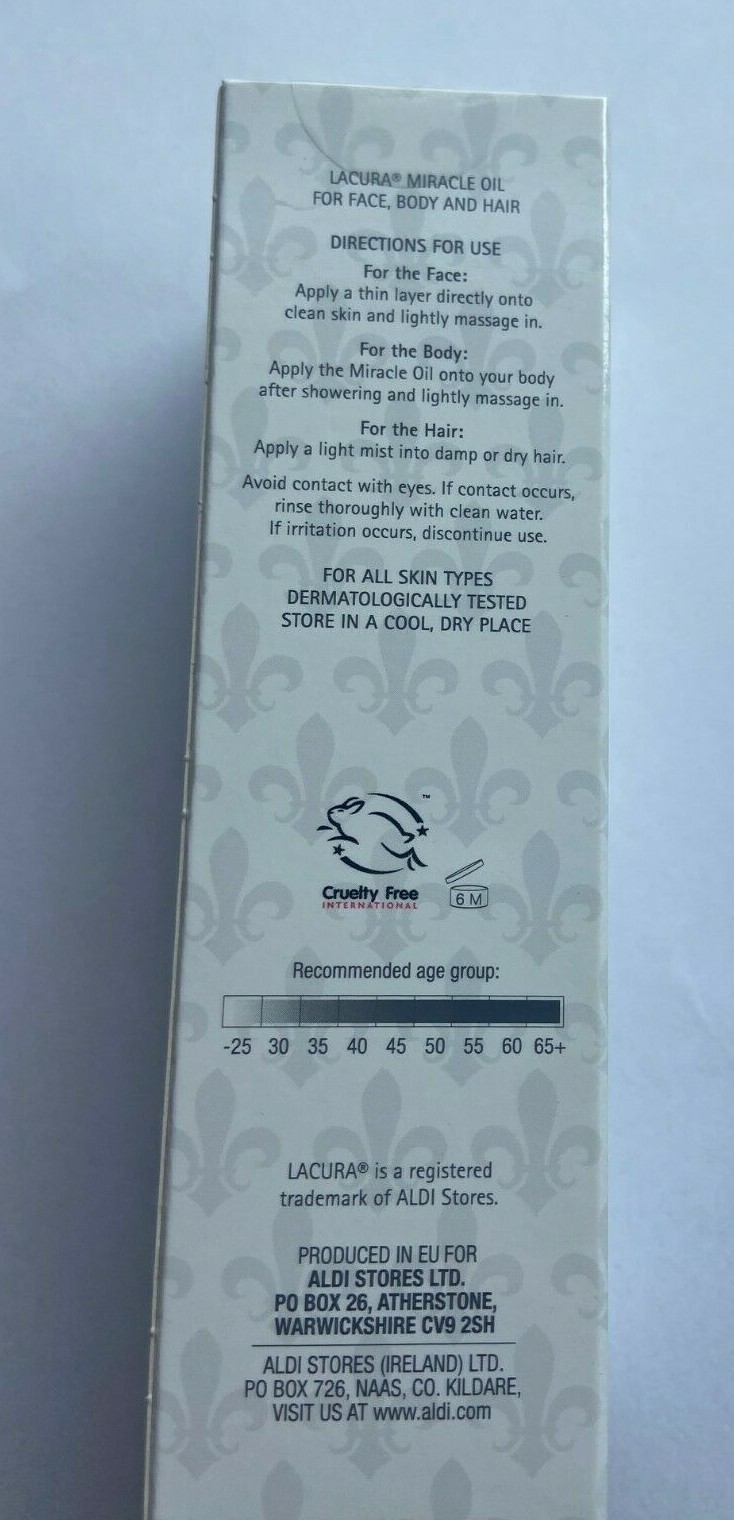 LACURA® MIRACLE OIL
FOR FACE, BODY AND HAIR
DIRECTIONS FOR USE
For the Face:
Apply a thin layer directly onto
clean skin and lightly massage in.
For the Body:
Apply the Miracle Oil onto your body
after showering and lightly massage in.
For the Hair:
Apply a light mist into damp or dry hair.
Avoid contact with eyes. If contact occurs,
rinse thoroughly with clean water.
If irritation occurs, discontinue use.
FOR ALL SKIN TYPES
DERMATOLOGICALLY TESTED
STORE IN A COOL, DRY PLACE
™
Cruelty Free
INTERNATIONAL
6 M
Recommended age group:
-25 30 35 40 45 50 55 60 65+
LACURA® is a registered
trademark of ALDI Stores.
PRODUCED IN EU FOR
ALDI STORES LTD.
PO BOX 26, ATHERSTONE,
WARWICKSHIRE CV9 2SH
ALDI STORES (IRELAND) LTD.
PO BOX 726, NAAS, CO. KILDARE,
VISIT US AT www.aldi.com